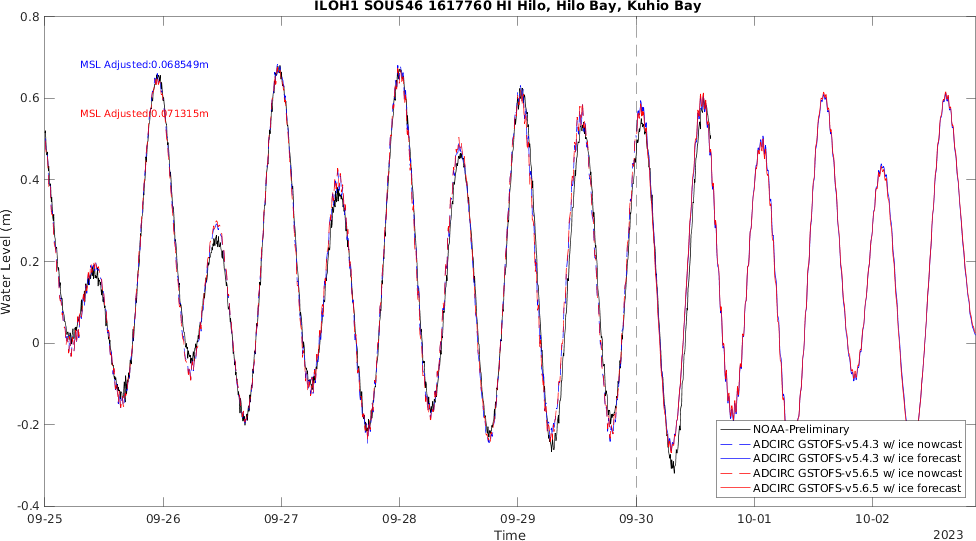 ILOH1 SOUS46 1617760 HI Hilo, Hilo Bay, Kuhio Bay
0.8
MSL Adjusted:0.068549m
0.6
MSL Adjusted:0.071315m
0.4
Water Level (m)
0.2
0
-0.2
NOAA-Preliminary
ADCIRC GSTOFS-v5.4.3 w/ ice nowcast
ADCIRC GSTOFS-v5.4.3 w/ ice forecast
ADCIRC GSTOFS-v5.6.5 w/ ice nowcast
ADCIRC GSTOFS-v5.6.5 w/ ice forecast
-0.4
09-25 09-26 09-27 09-28 09-29 09-30 10-01 10-02
Time 2023